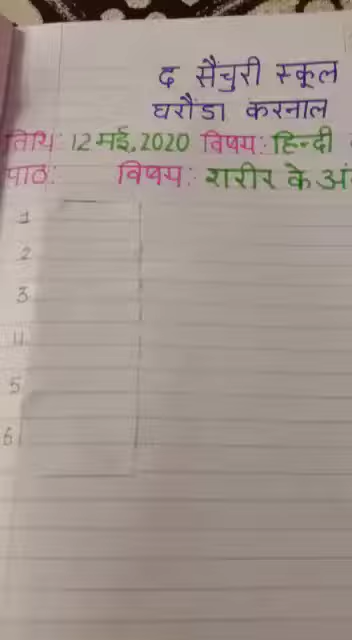 द सैंचुरी स्कूल
घरौंडा करनाल
तिथि: 12 मई, 2020 विषय: हिन्दी
पाठ: विषय: शरीर के अं
1
2
3
4
5
6